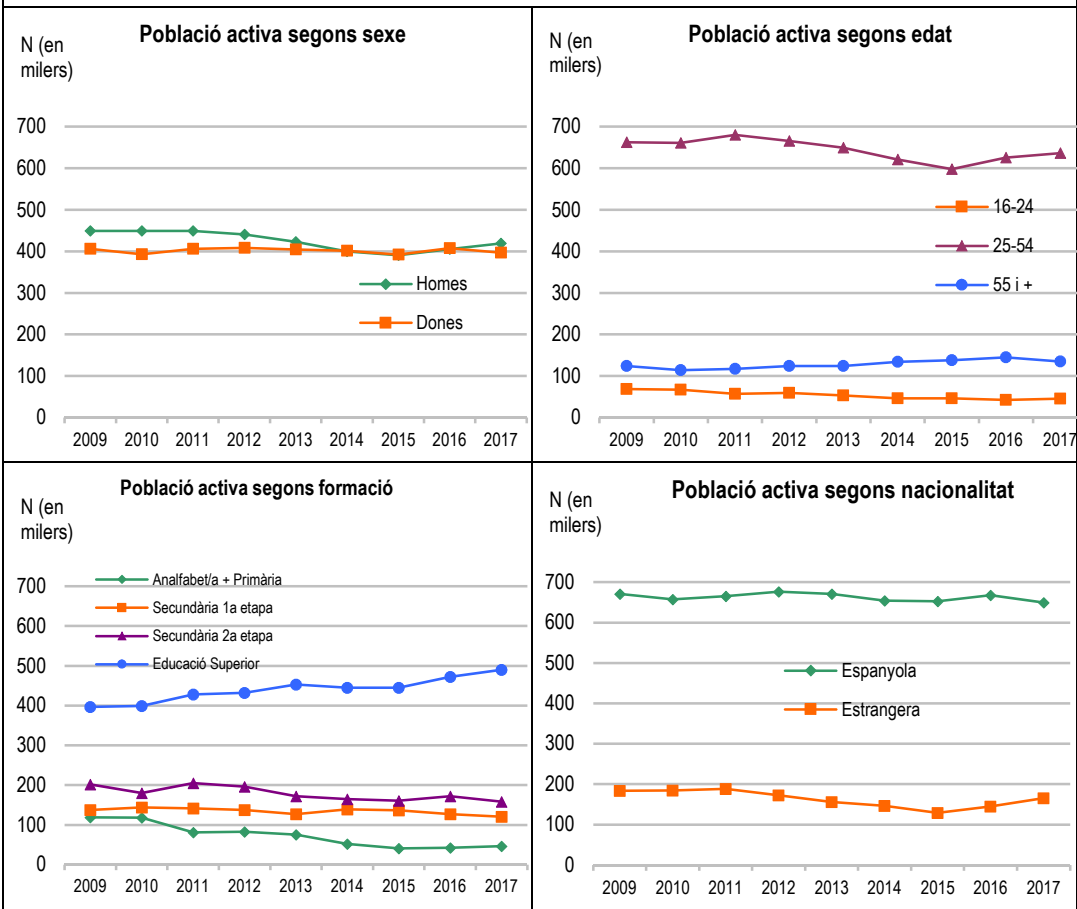 Població activa segons sexe
N (en
milers)
700
600
500
400
300
200
100
0
2009 2010 2011 2012 2013 2014 2015 2016 2017
Homes
Dones
Població activa segons edat
N (en
milers)
700
600
500
400
300
200
100
0
2009 2010 2011 2012 2013 2014 2015 2016 2017
16-24
25-54
55 i +
Població activa segons formació
N (en
milers)
700
600
500
400
300
200
100
0
2009 2010 2011 2012 2013 2014 2015 2016 2017
Analfabet/a + Primària
Secundària 1a etapa
Secundària 2a etapa
Educació Superior
Població activa segons nacionalitat
N (en
milers)
700
600
500
400
300
200
100
0
2009 2010 2011 2012 2013 2014 2015 2016 2017
Espanyola
Estrangera